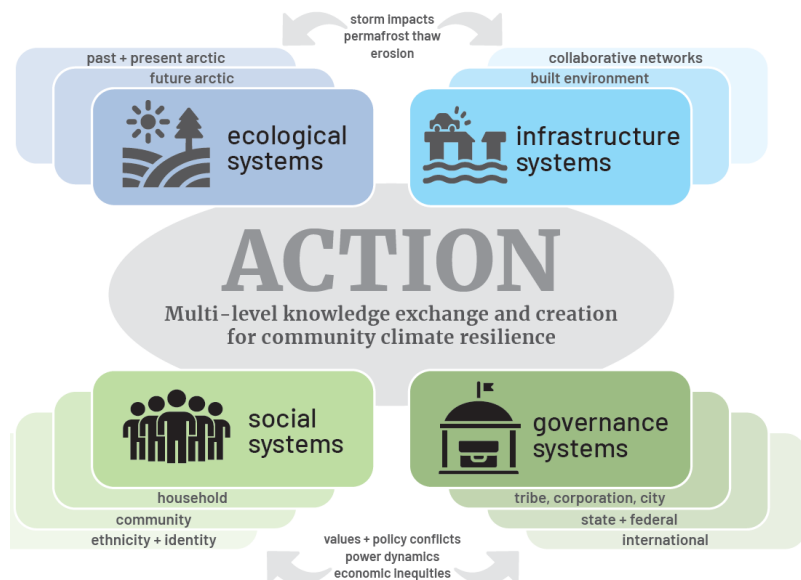 storm impacts
permafrost thaw
erosion
past + present arctic
future arctic
ecological
systems
collaborative networks
built environment
infrastructure
systems
ACTION
Multi-level knowledge exchange and creation
for community climate resilience
social
systems
household
community
ethnicity + identity
governance
systems
tribe, corporation, city
state + federal
international
values + policy conflicts
power dynamics
economic inequities